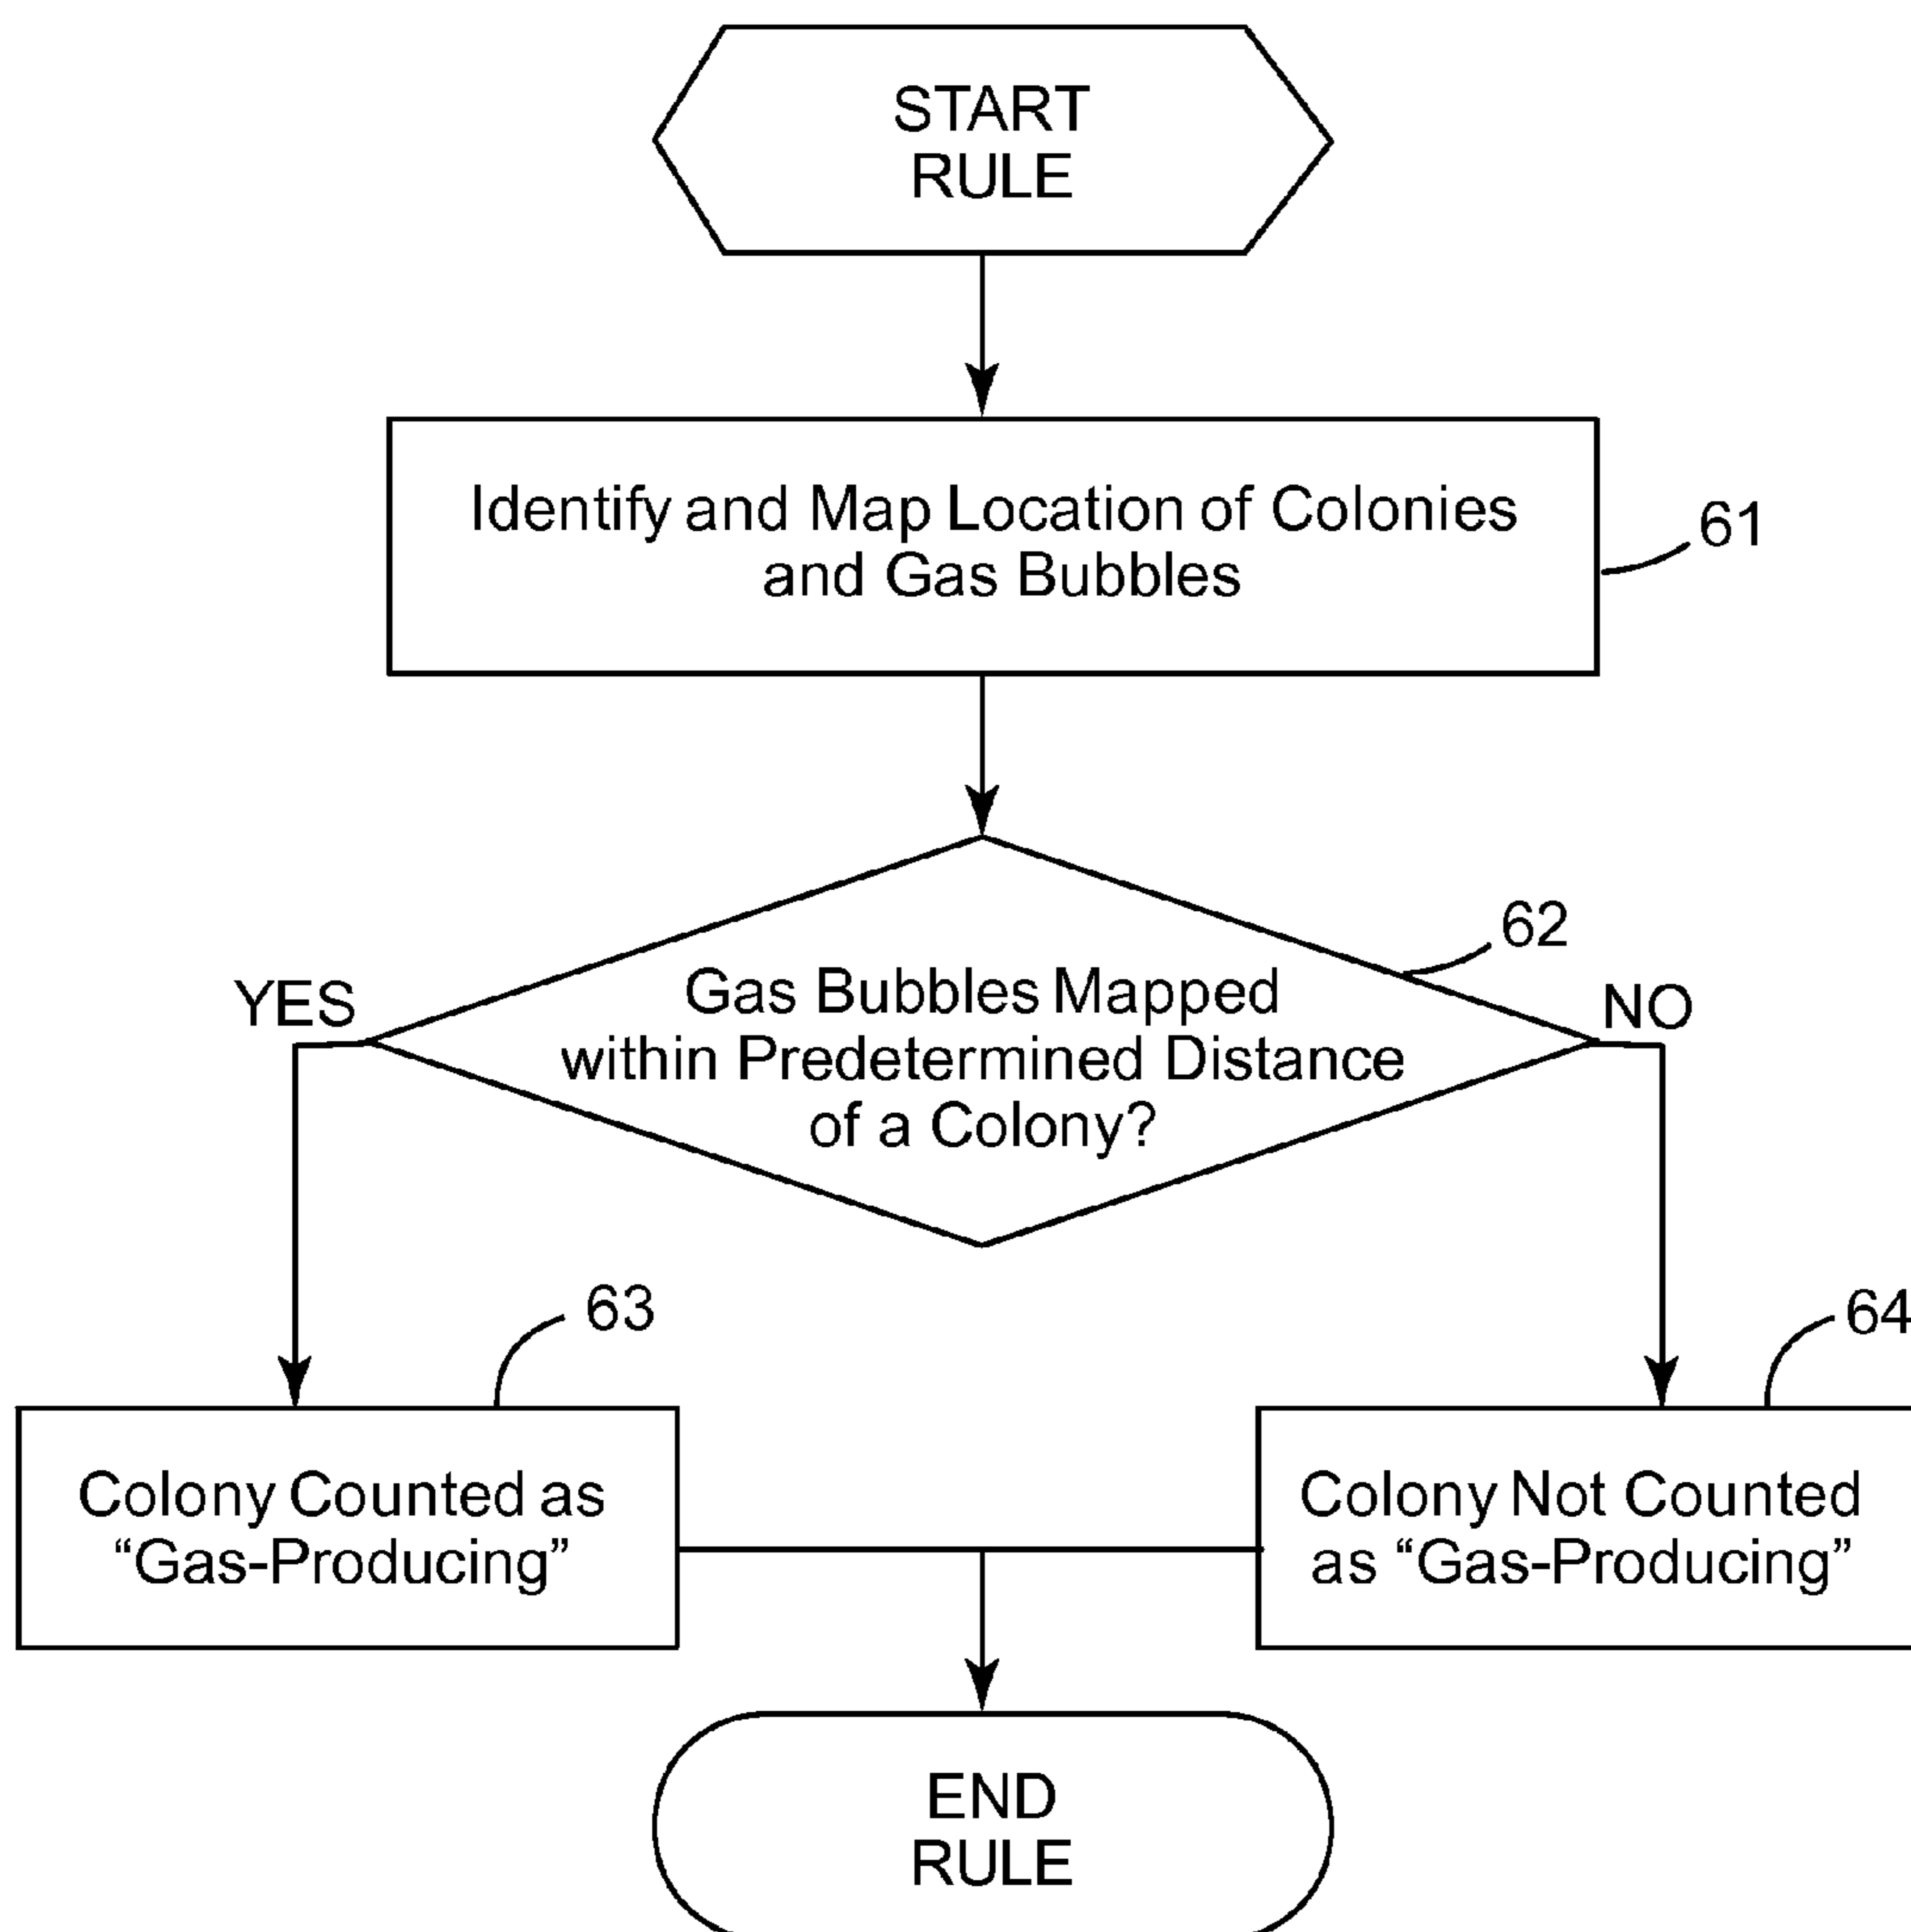 START
RULE
Identify and Map Location of Colonies
and Gas Bubbles
61
62
YES
NO
Gas Bubbles Mapped
within Predetermined Distance
of a Colony?
63
64
Colony Counted as
“Gas-Producing”
Colony Not Counted
as “Gas-Producing”
END
RULE